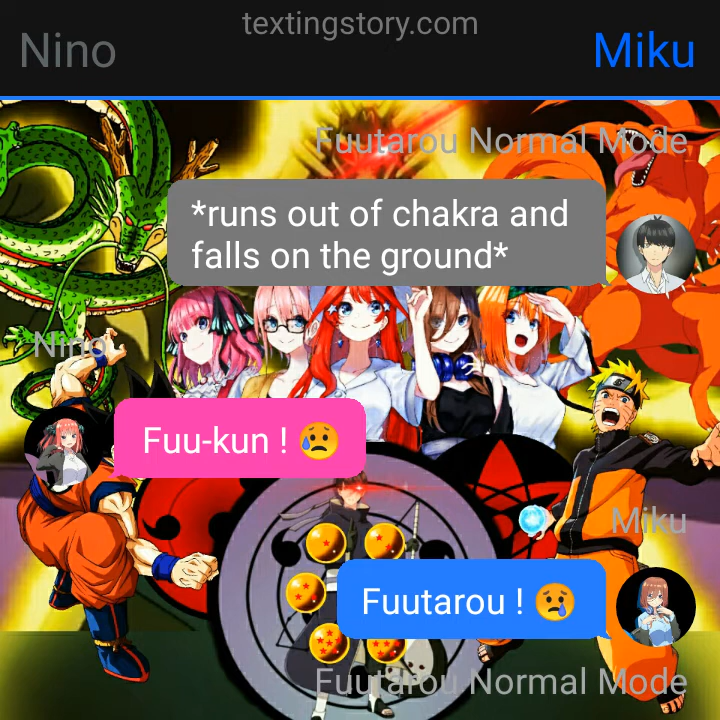 textingstory.com
Nino
Miku
Fuutarou Normal Mode
*runs out of chakra and
falls on the ground*
Nino
Fuu-kun ! 😥
Miku
Fuutarou ! 😢
Fuutarou Normal Mode